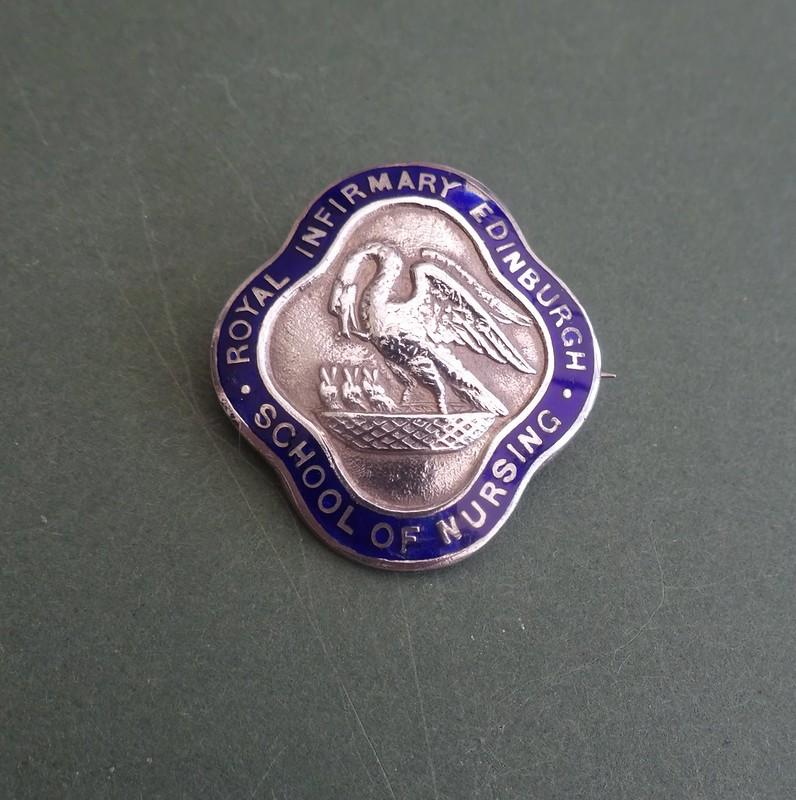 ROYAL INFIRMARY EDINBURGH
SCHOOL OF NURSING